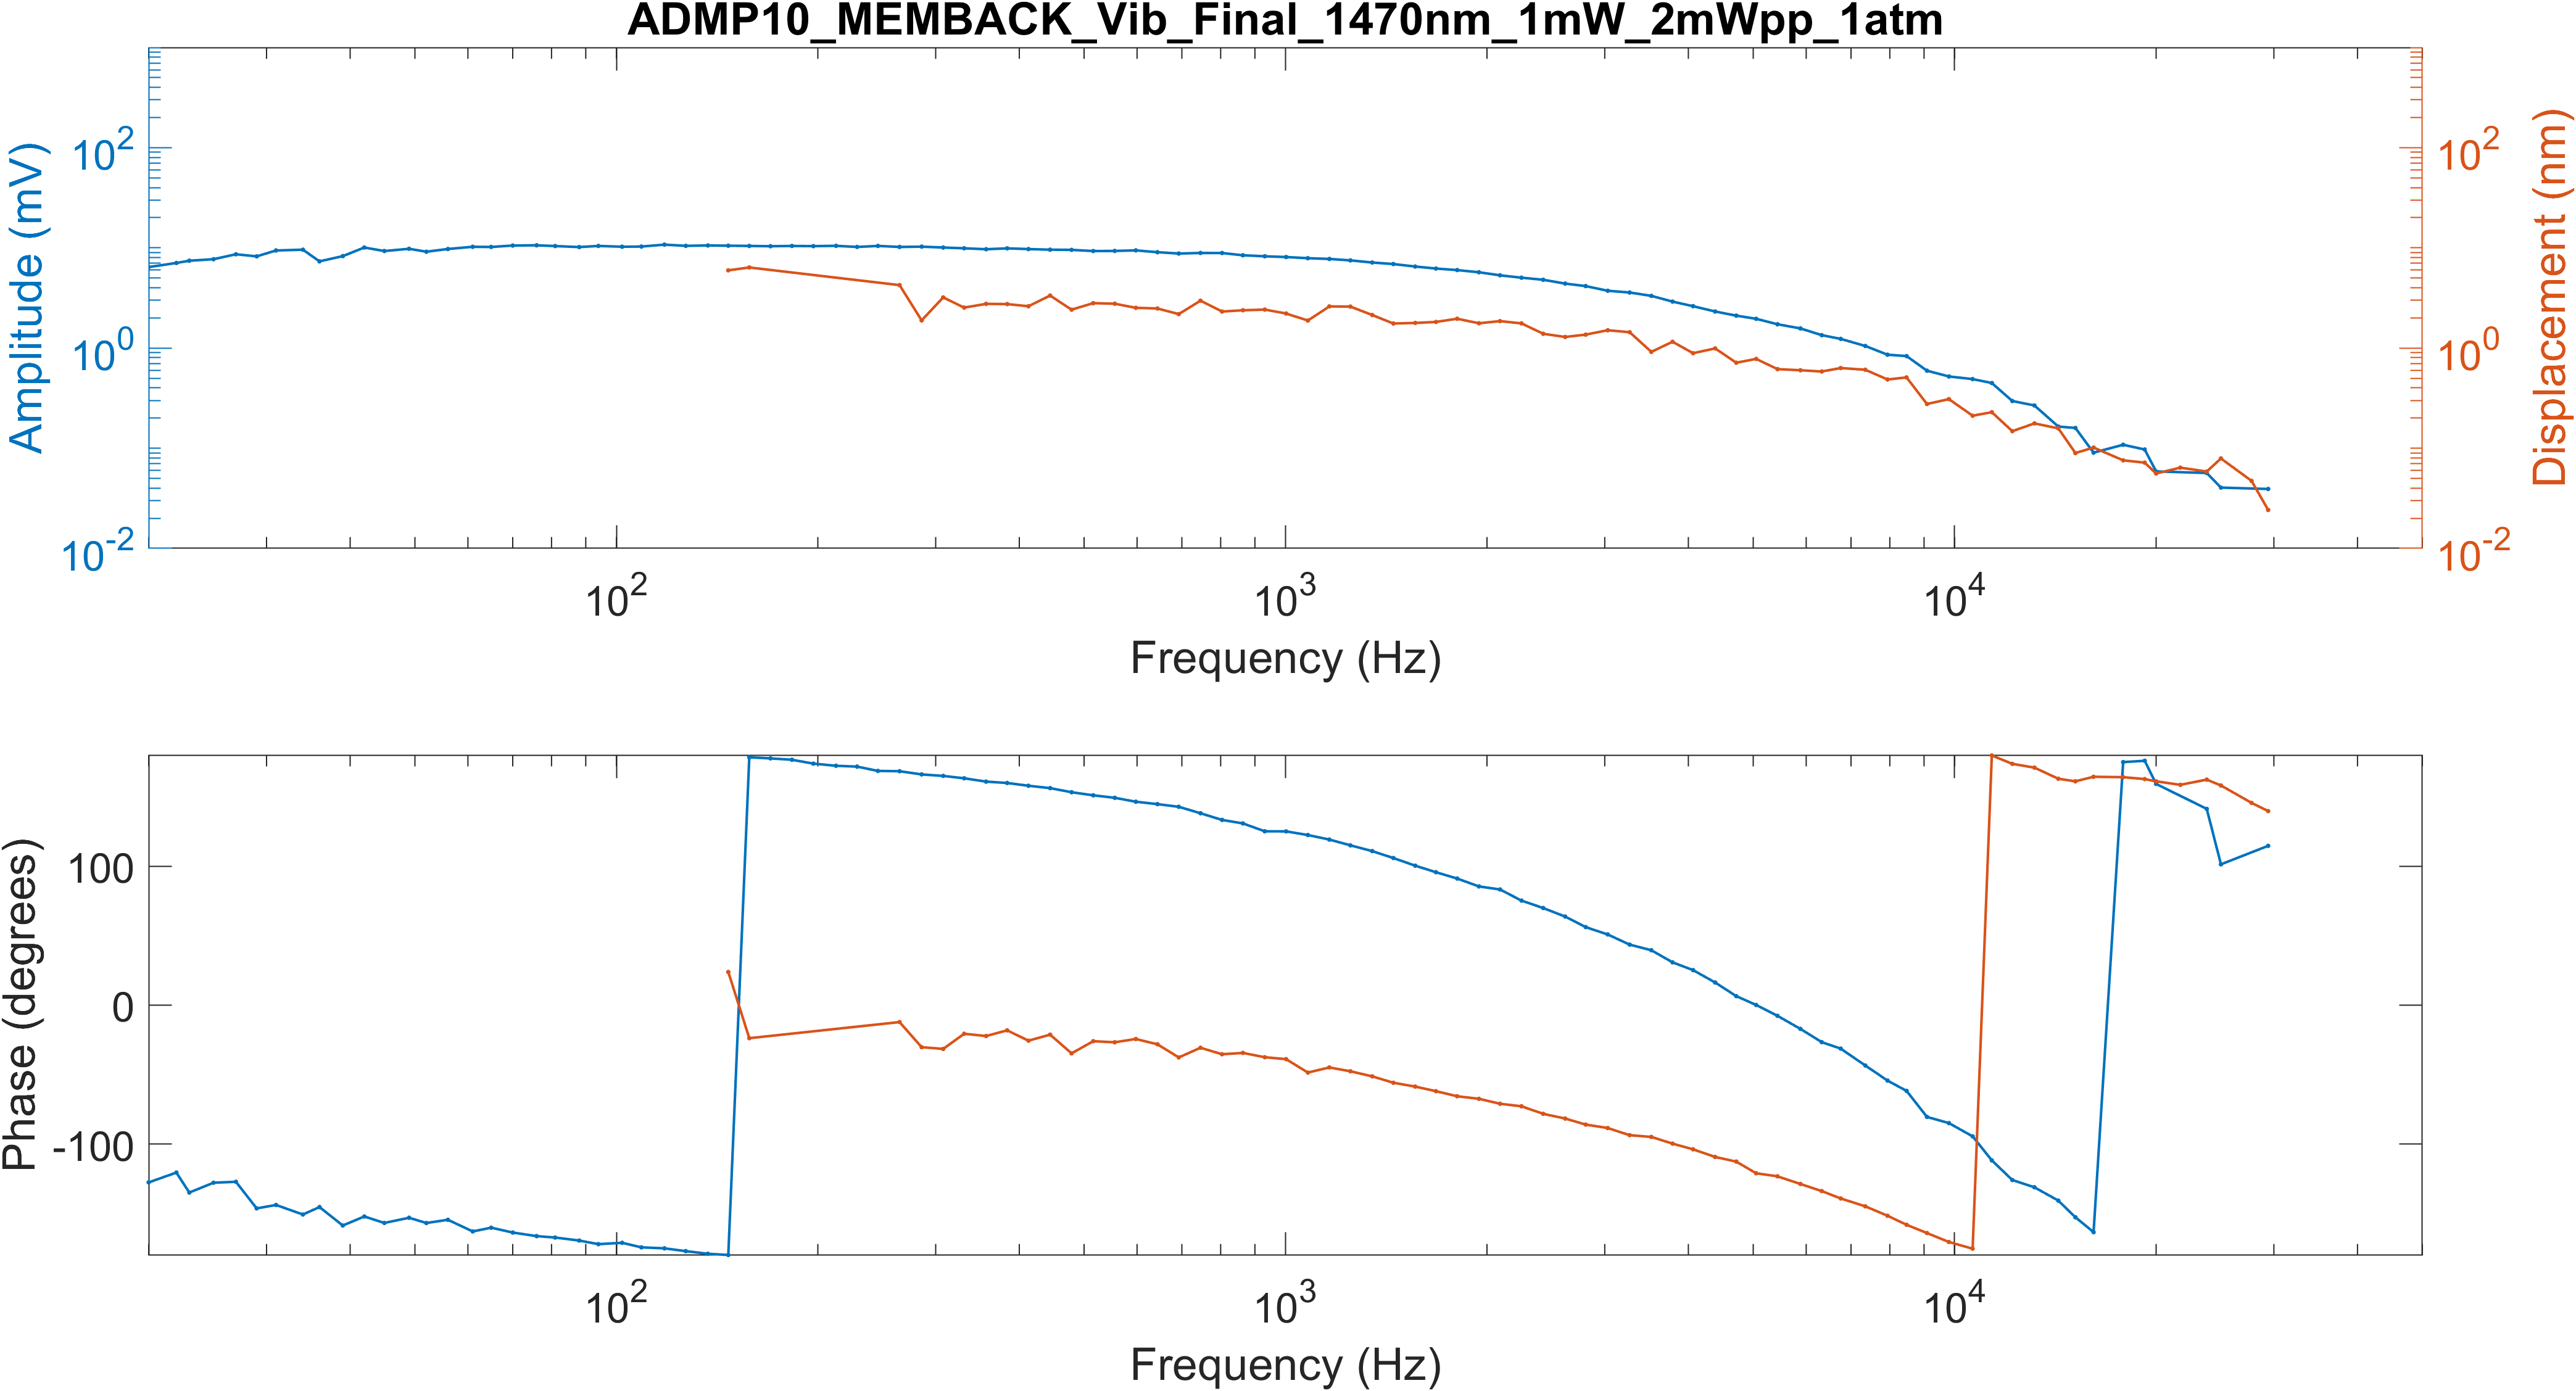 ADMP10_MEMBACK_Vib_Final_1470nm_1mW_2mWpp_1atm
Amplitude (mV)
10^2
10^0
10^-2
Displacement (nm)
10^2
10^0
10^-2
10^2 10^3 10^4
Frequency (Hz)
Phase (degrees)
100
0
-100
10^2 10^3 10^4
Frequency (Hz)